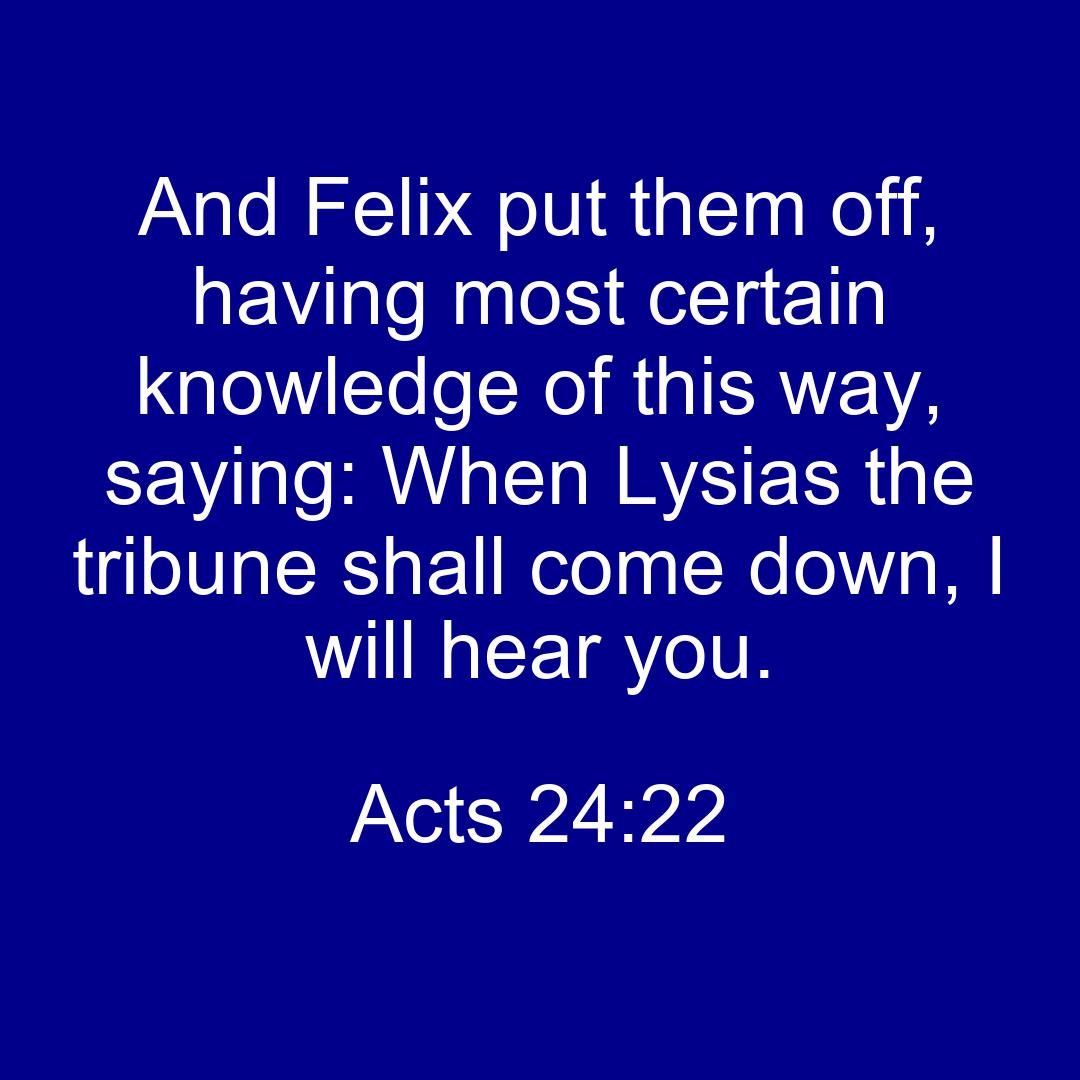 And Felix put them off,
having most certain
knowledge of this way,
saying: When Lysias the
tribune shall come down, I
will hear you.
Acts 24:22